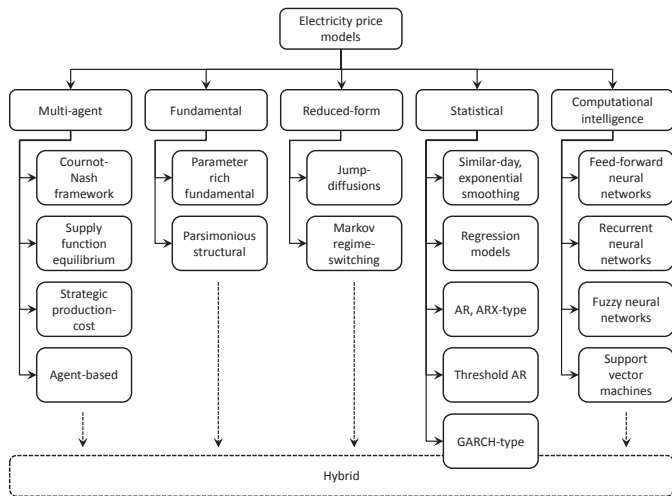 Electricity price
models
Multi-agent
Fundamental
Reduced-form
Statistical
Computational
intelligence
Cournot-
Nash
framework
Parameter
rich
fundamental
Jump-
diffusions
Similar-day,
exponential
smoothing
Feed-forward
neural
networks
Supply
function
equilibrium
Parsimonious
structural
Markov
regime-
switching
Regression
models
Recurrent
neural
networks
Strategic
production-
cost
AR, ARX-type
Fuzzy neural
networks
Agent-based
Threshold AR
Support
vector
machines
GARCH-type
Hybrid